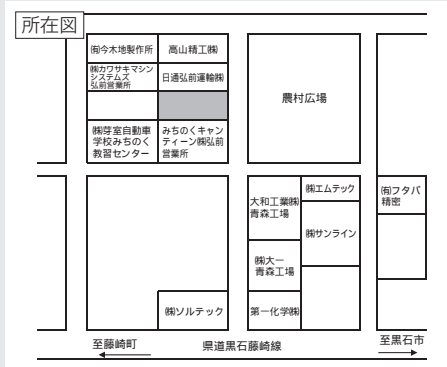 所在図
㈲今木地製作所
高山精工㈱
㈱カワサキマシン
システムズ
弘前営業所
日通弘前運輸㈱
農村広場
㈱芽室自動車
学校みちのく
教習センター
みちのくキャン
ティーン㈱弘前
営業所
大和工業㈱
青森工場
㈱エムテック
㈲フタバ
精密
㈱サンライン
㈱大一
青森工場
㈱ソルテック
第一化学㈱
至藤崎町
県道黒石藤崎線
至黒石市